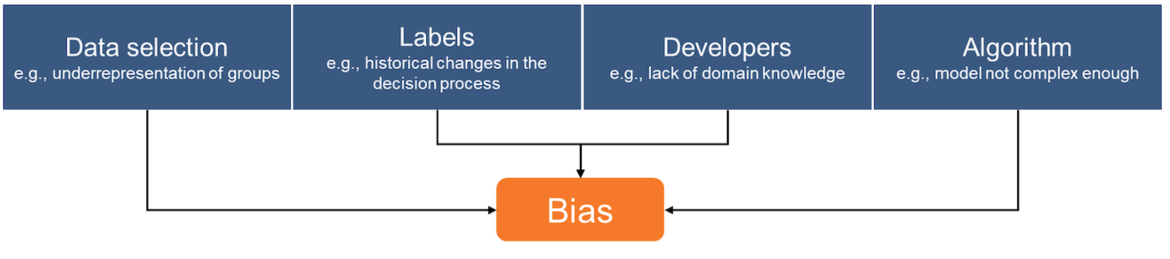 Data selection
e.g., underrepresentation of groups
Labels
e.g., historical changes in the
decision process
Developers
e.g., lack of domain knowledge
Algorithm
e.g., model not complex enough
Bias